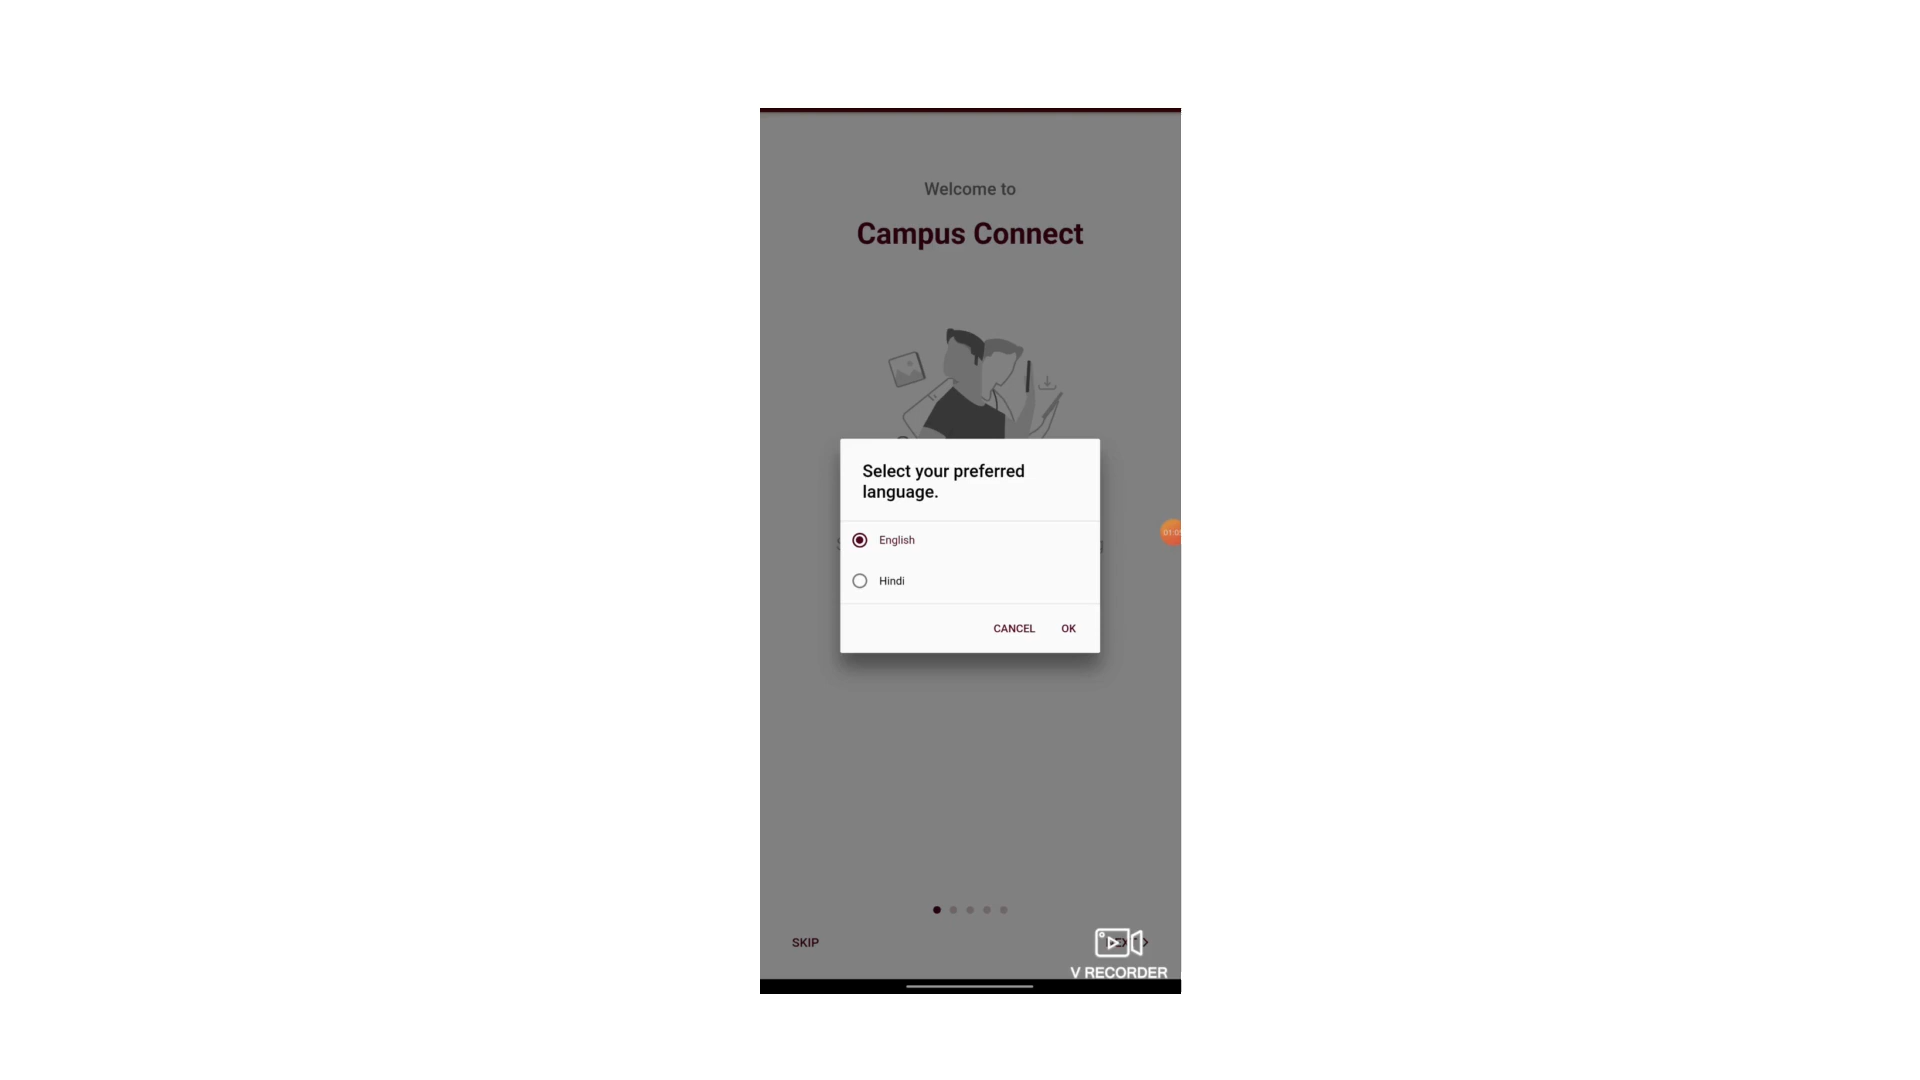 Welcome to
Campus Connect
Select your preferred
language.
English
Hindi
CANCEL OK
SKIP
V RECORDER